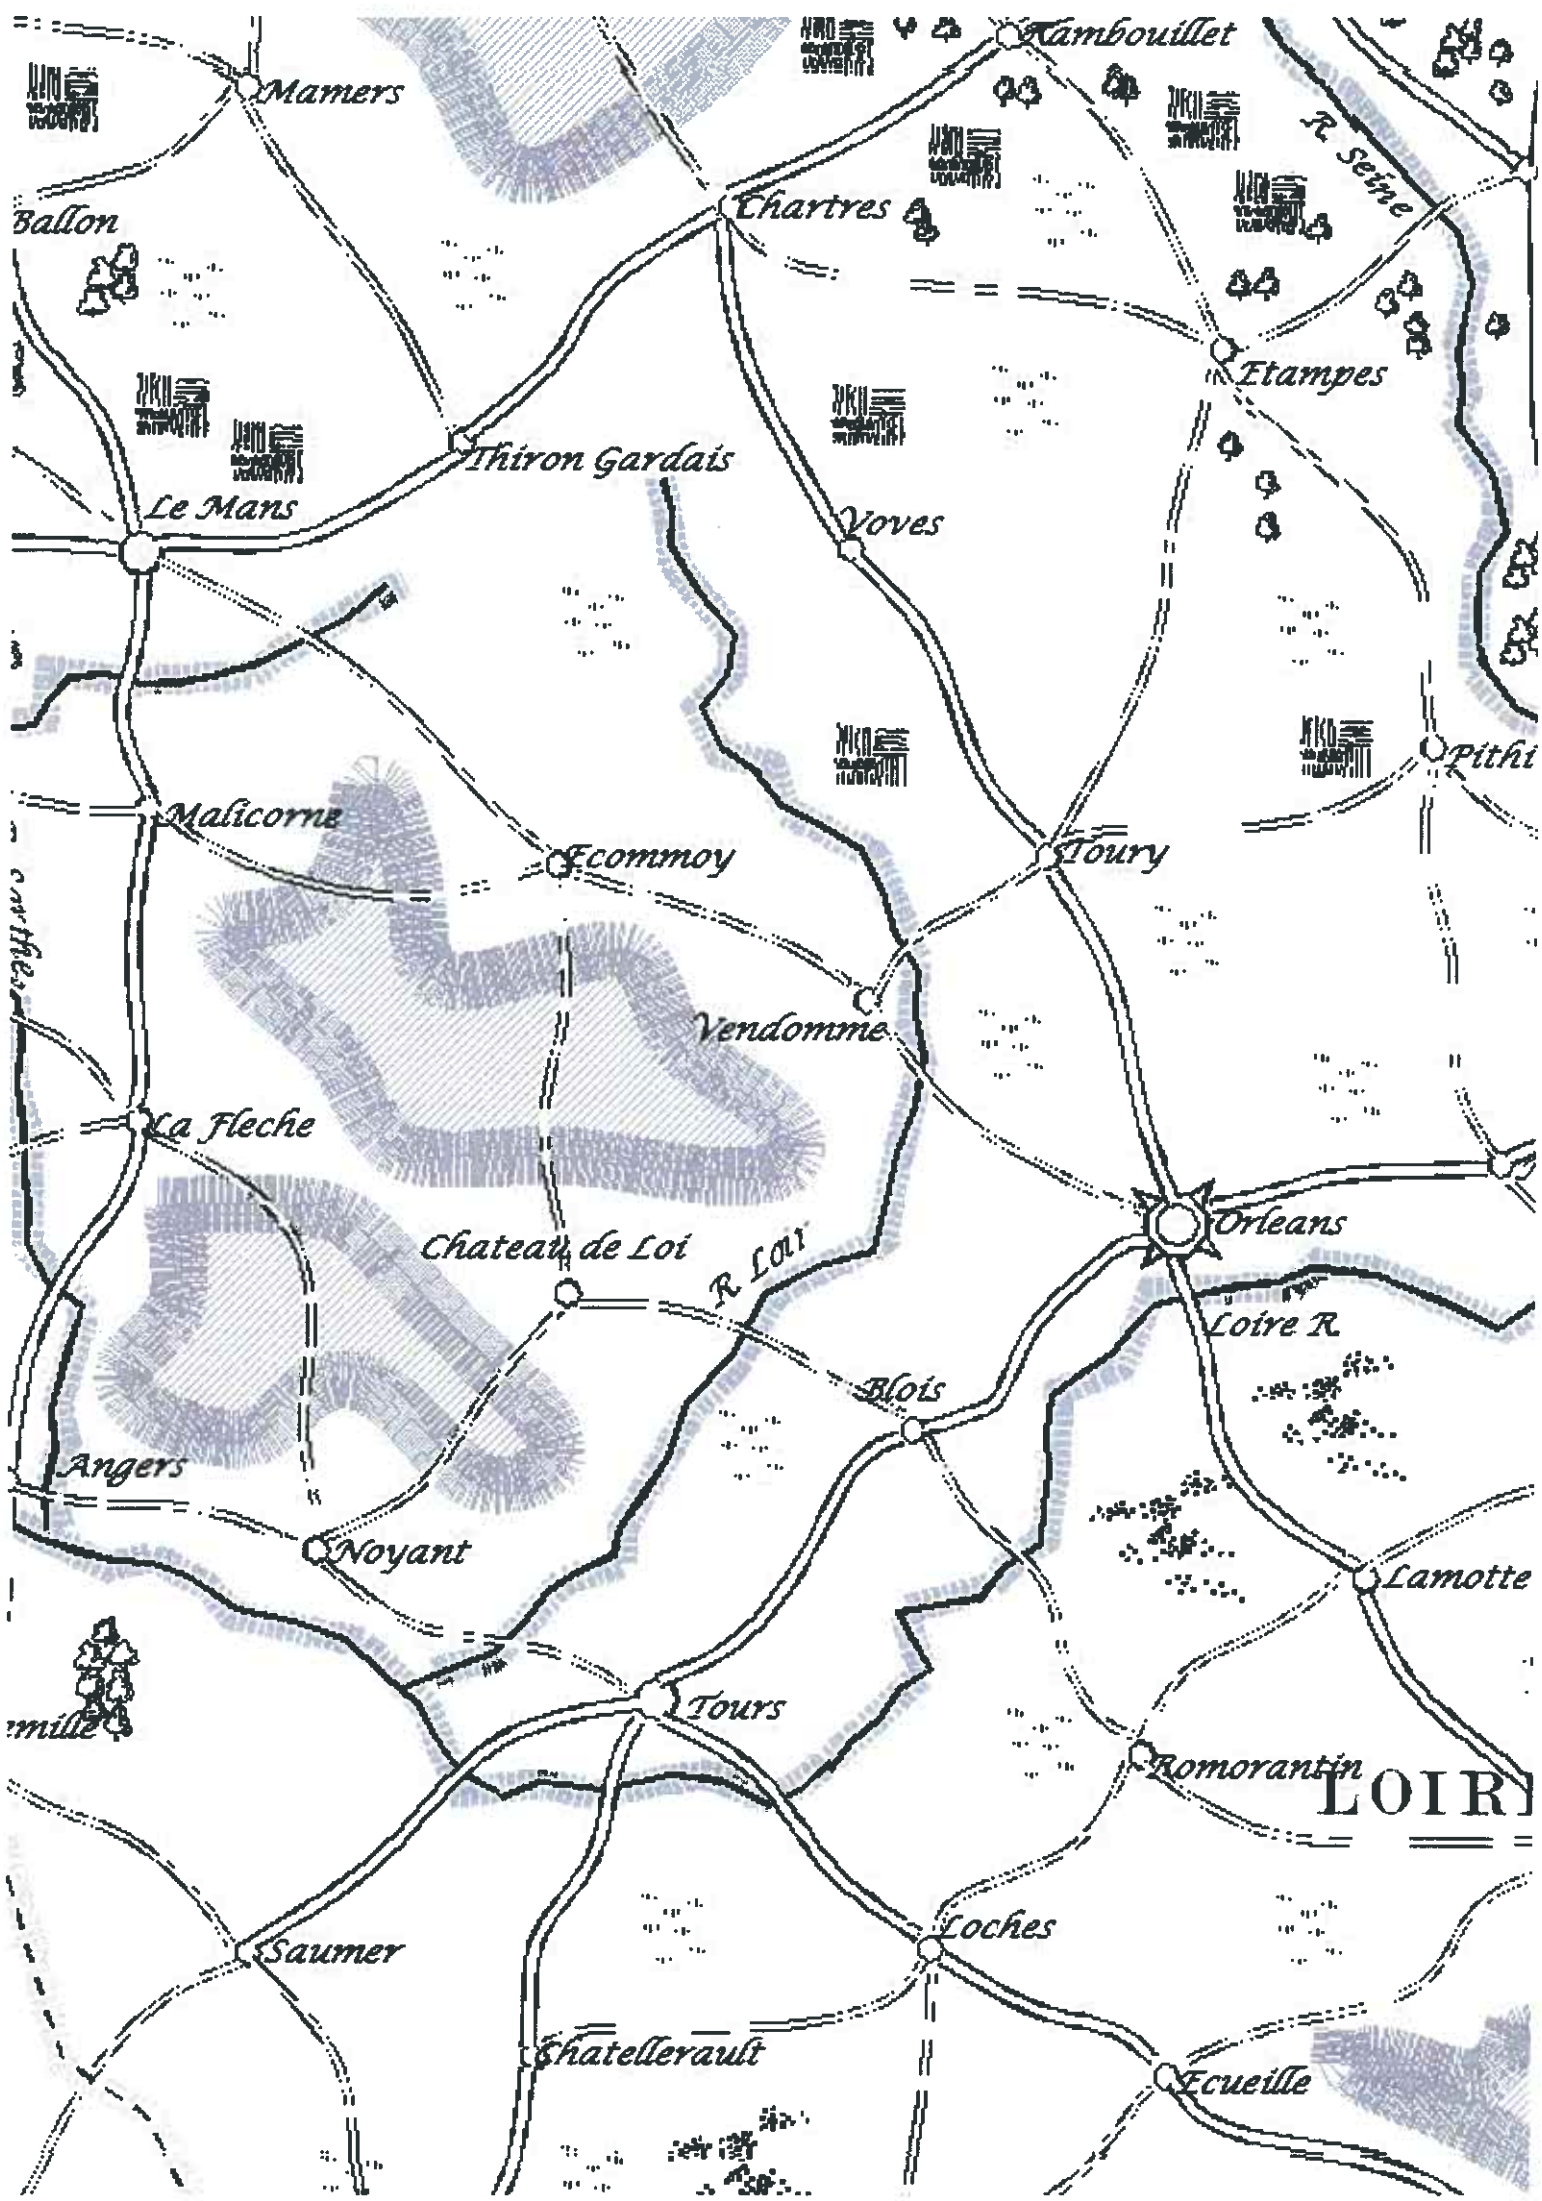 Rambouillet
Mamers
R. Seine
Chartres
Ballon
Etampes
Thiron Gardais
Le Mans
Voves
Pithi
Malicorne
Toury
Ecommoy
Vendomme
La Fleche
Orleans
Chateau de Loi
R Loir
Loire R.
Blois
Angers
Noyant
Lamotte
Tours
emille
Romorantin
LOIR
Loches
Saumer
Chatellerault
Ecueille